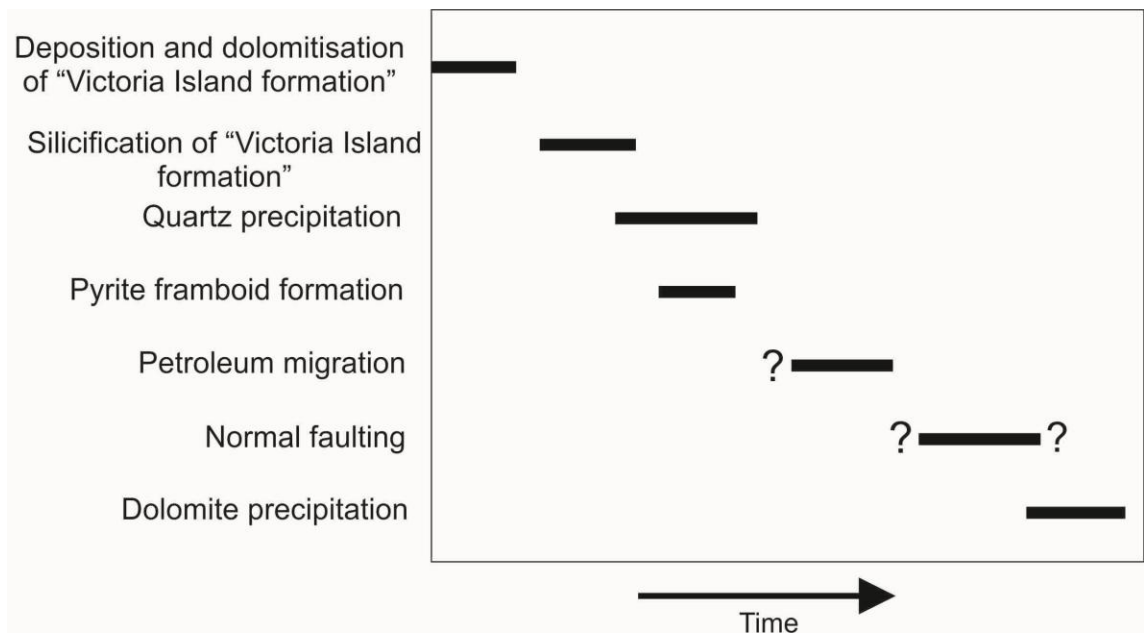 Deposition and dolomitisation
of “Victoria Island formation”
Silicification of “Victoria Island
formation”
Quartz precipitation
Pyrite framboid formation
Petroleum migration
?
Normal faulting
? ?
Dolomite precipitation
Time